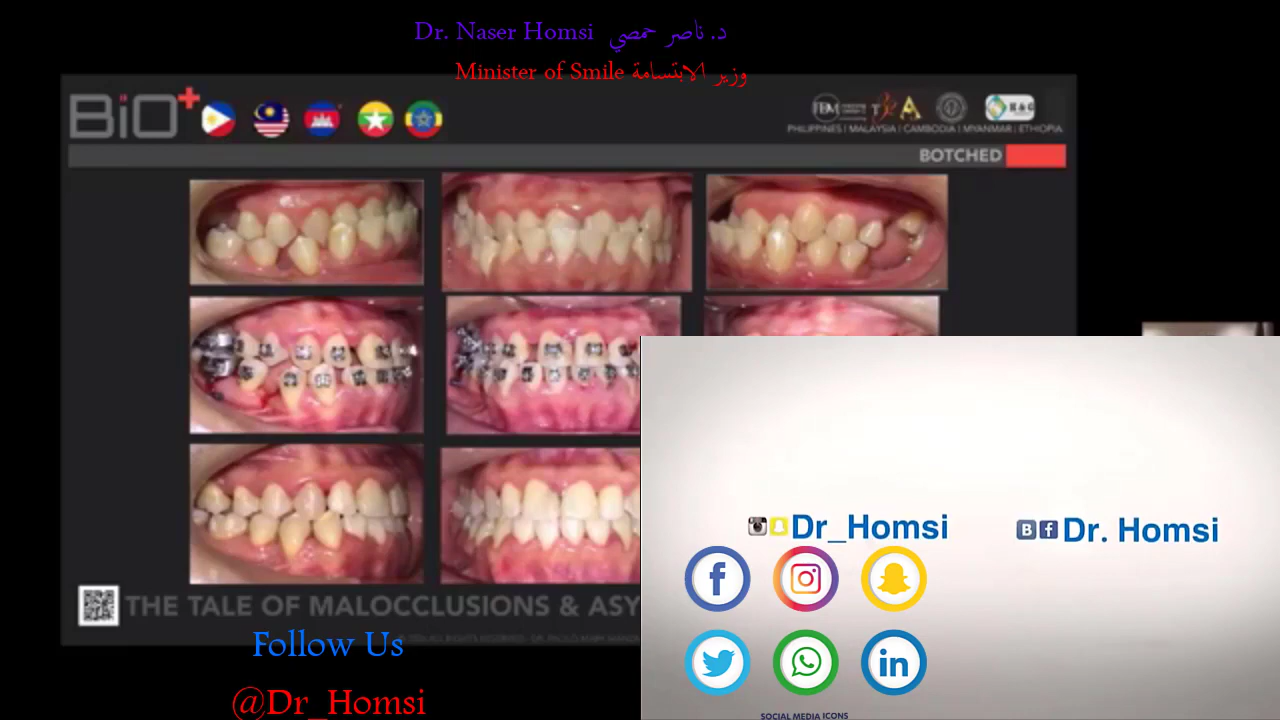 Dr. Naser Homsi د. ناصر حمصي
Minister of Smile وزير الابتسامة
BiO+
PHILIPPINES | MALAYSIA | CAMBODIA | MYANMAR | ETHIOPIA
BOTCHED
THE TALE OF MALOCCLUSIONS & ASY
Follow Us
@Dr_Homsi
Dr_Homsi
Dr. Homsi
SOCIAL MEDIA ICONS